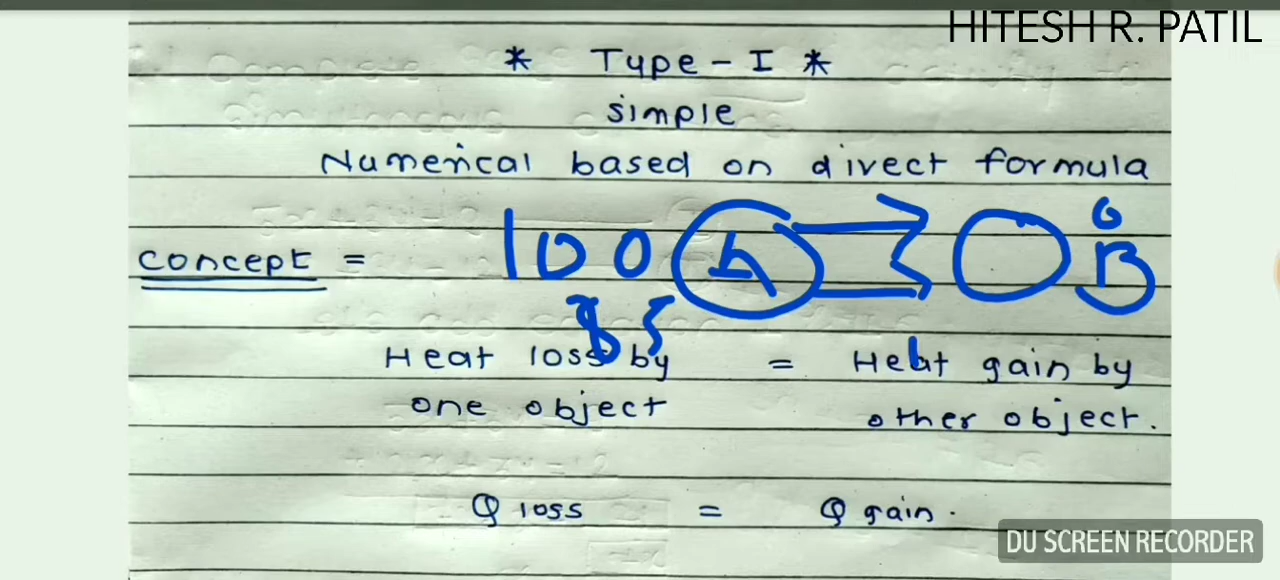 HITESH R. PATIL
* Type - I *
simple
Numerical based on direct formula
100 A B
concept =
85
Heat loss by = Heat gain by
one object other object.
Q loss = Q gain.
DU SCREEN RECORDER